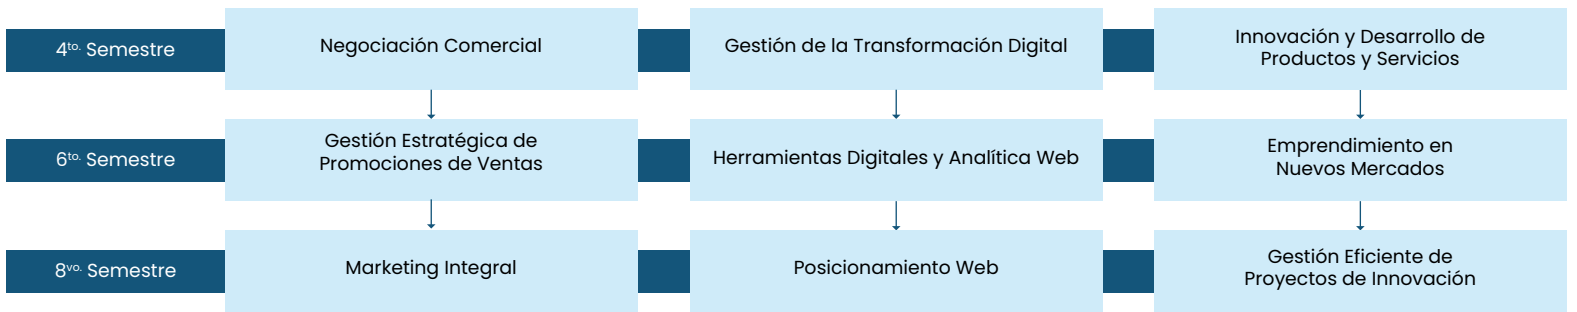 4to. Semestre
Negociación Comercial
Gestión de la Transformación Digital
Innovación y Desarrollo de
Productos y Servicios
6to. Semestre
Gestión Estratégica de
Promociones de Ventas
Herramientas Digitales y Analítica Web
Emprendimiento en
Nuevos Mercados
8vo. Semestre
Marketing Integral
Posicionamiento Web
Gestión Eficiente de
Proyectos de Innovación